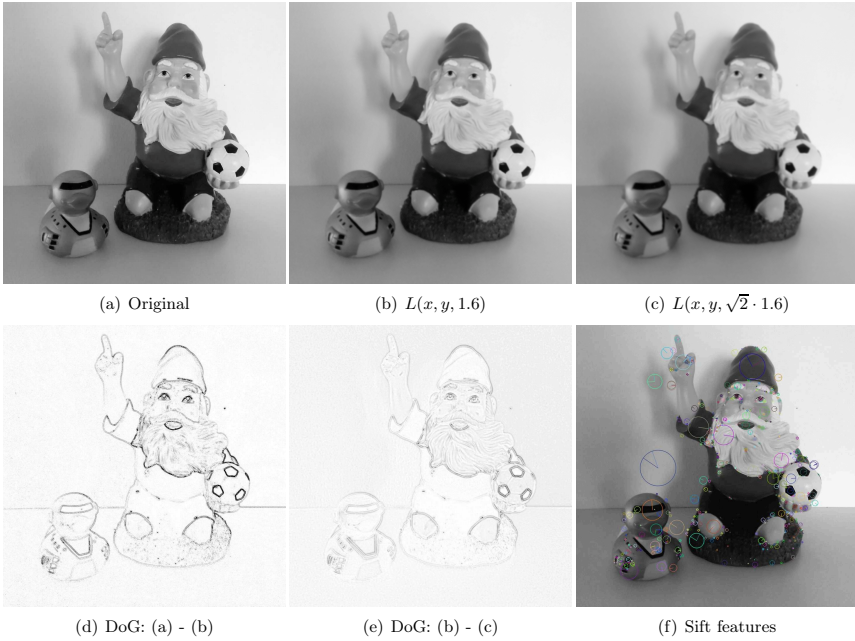 (a) Original
(b) L(x, y, 1.6)
(c) L(x, y, √2 · 1.6)
(d) DoG: (a) - (b)
(e) DoG: (b) - (c)
(f) Sift features